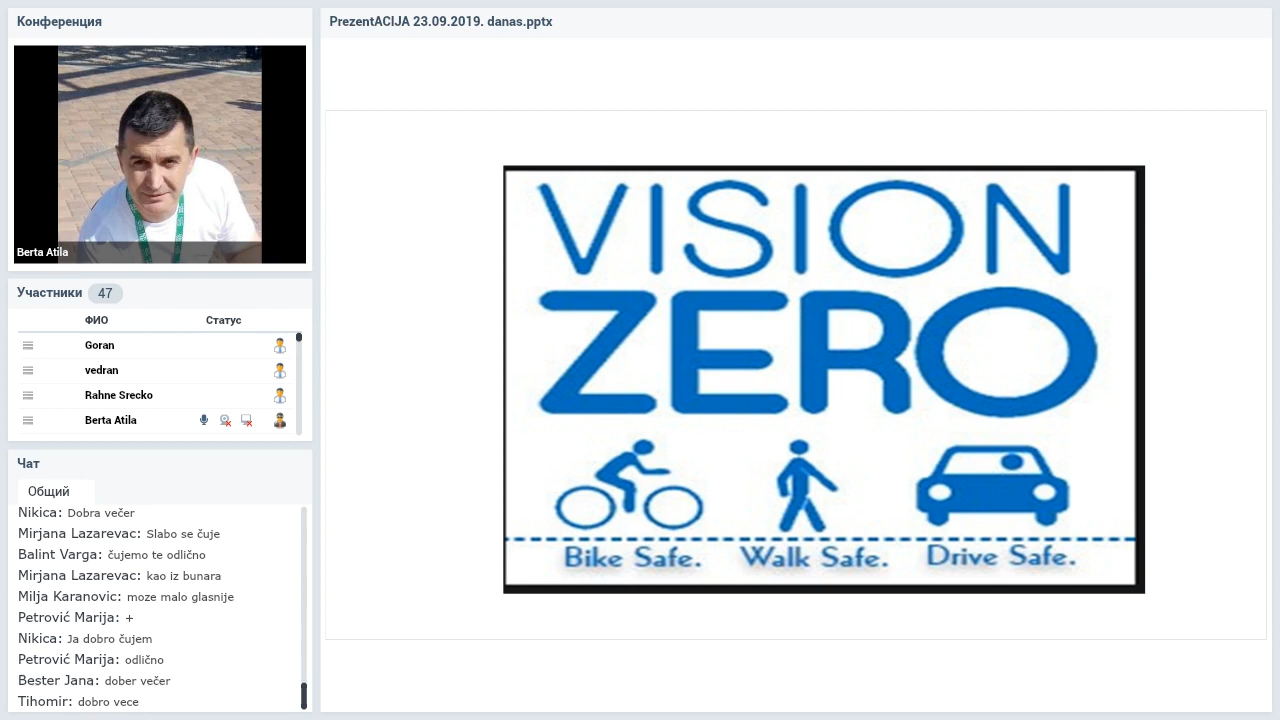 Конференция
Berta Atila
Участники 47
ФИО Статус
Goran
vedran
Rahne Srecko
Berta Atila
Чат
Общий
Nikica: Dobra večer
Mirjana Lazarevac: Slabo se čuje
Balint Varga: čujemo te odlično
Mirjana Lazarevac: kao iz bunara
Milja Karanovic: moze malo glasnije
Petrović Marija: +
Nikica: Ja dobro čujem
Petrović Marija: odlično
Bester Jana: dober večer
Tihomir: dobro vece
PrezentACIJA 23.09.2019. danas.pptx
VISION
ZERO
Bike Safe. Walk Safe. Drive Safe.